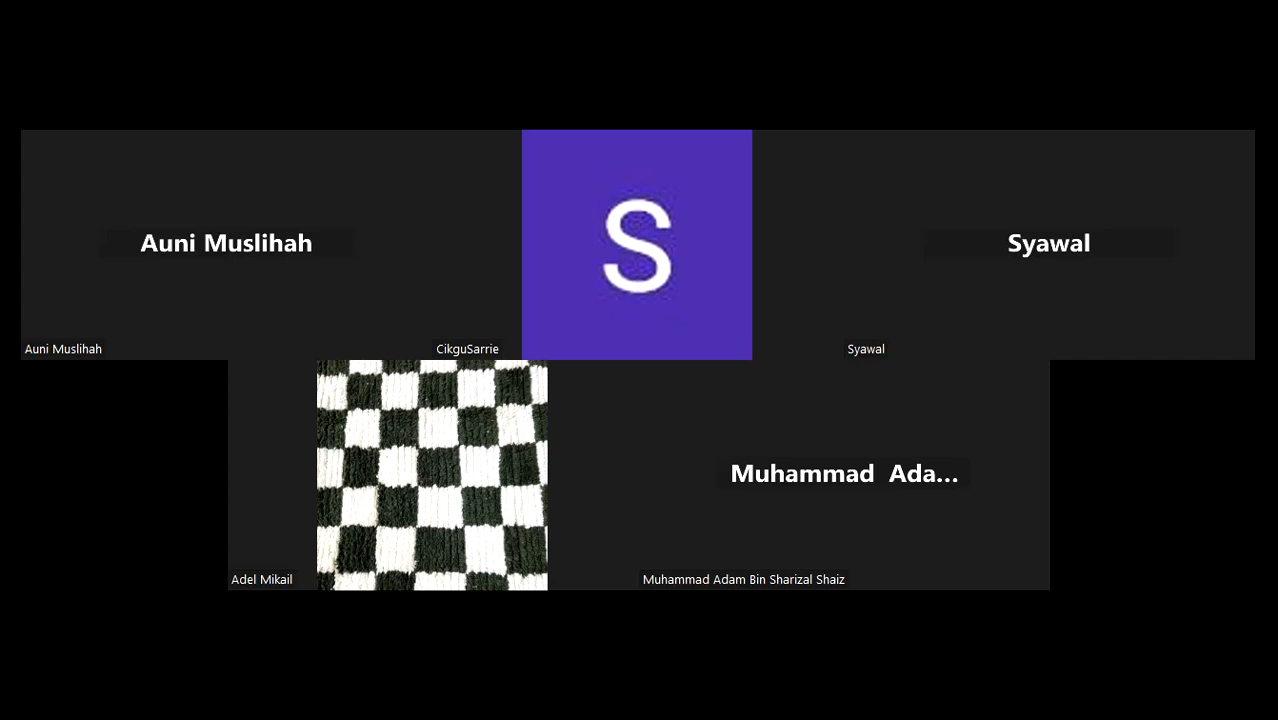 Auni Muslihah
S
Syawal
Auni Muslihah
CikguSarrie
Syawal
Muhammad Ada...
Adel Mikail
Muhammad Adam Bin Sharizal Shaiz